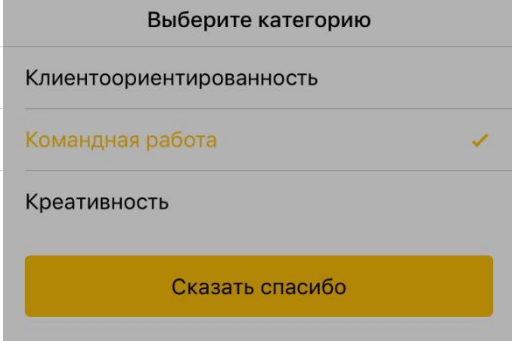 Выберите категорию
Клиентоориентированность
Командная работа
Креативность
Сказать спасибо